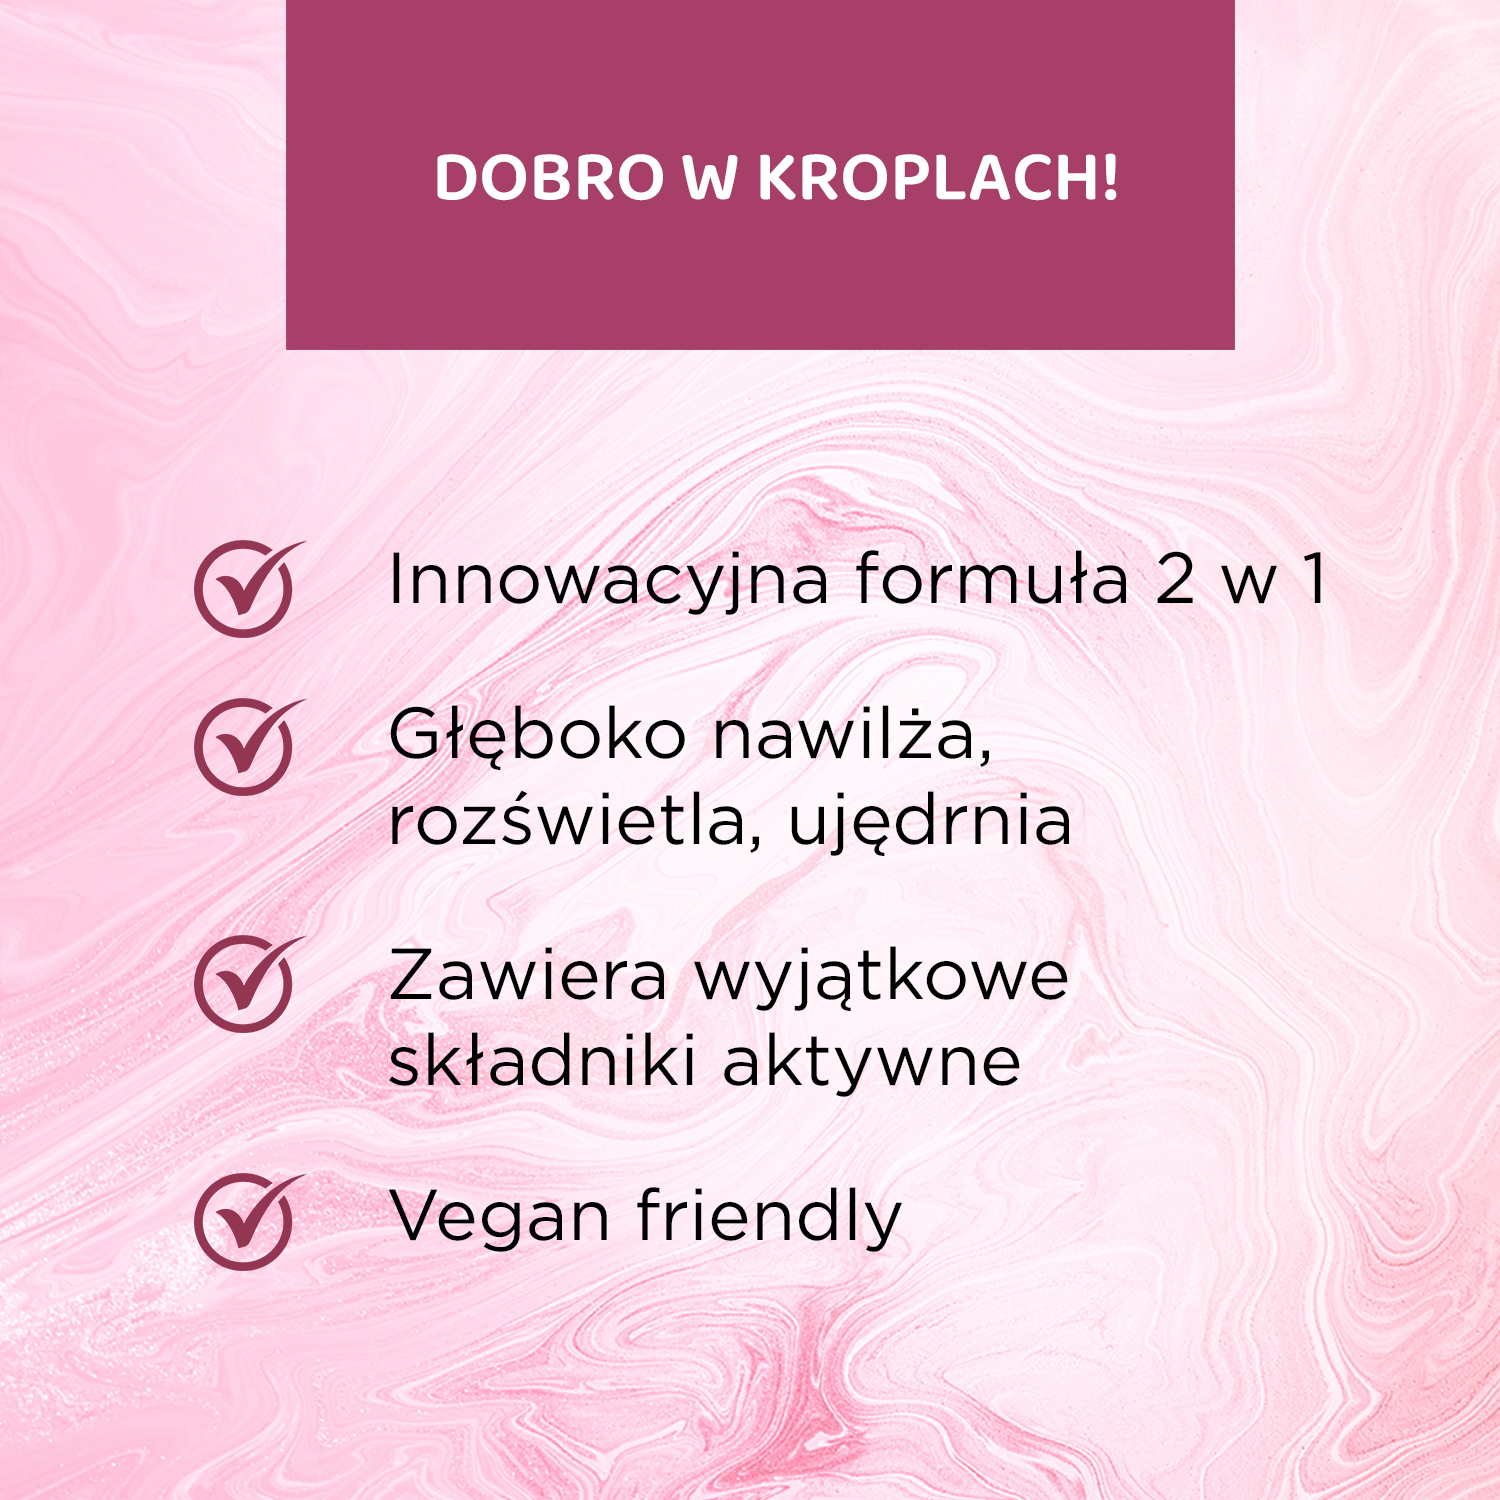 DOBRO W KROPLACH!
Innowacyjna formuła 2 w 1
Głęboko nawilża,
rozświetla, ujędrnia
Zawiera wyjątkowe
składniki aktywne
Vegan friendly